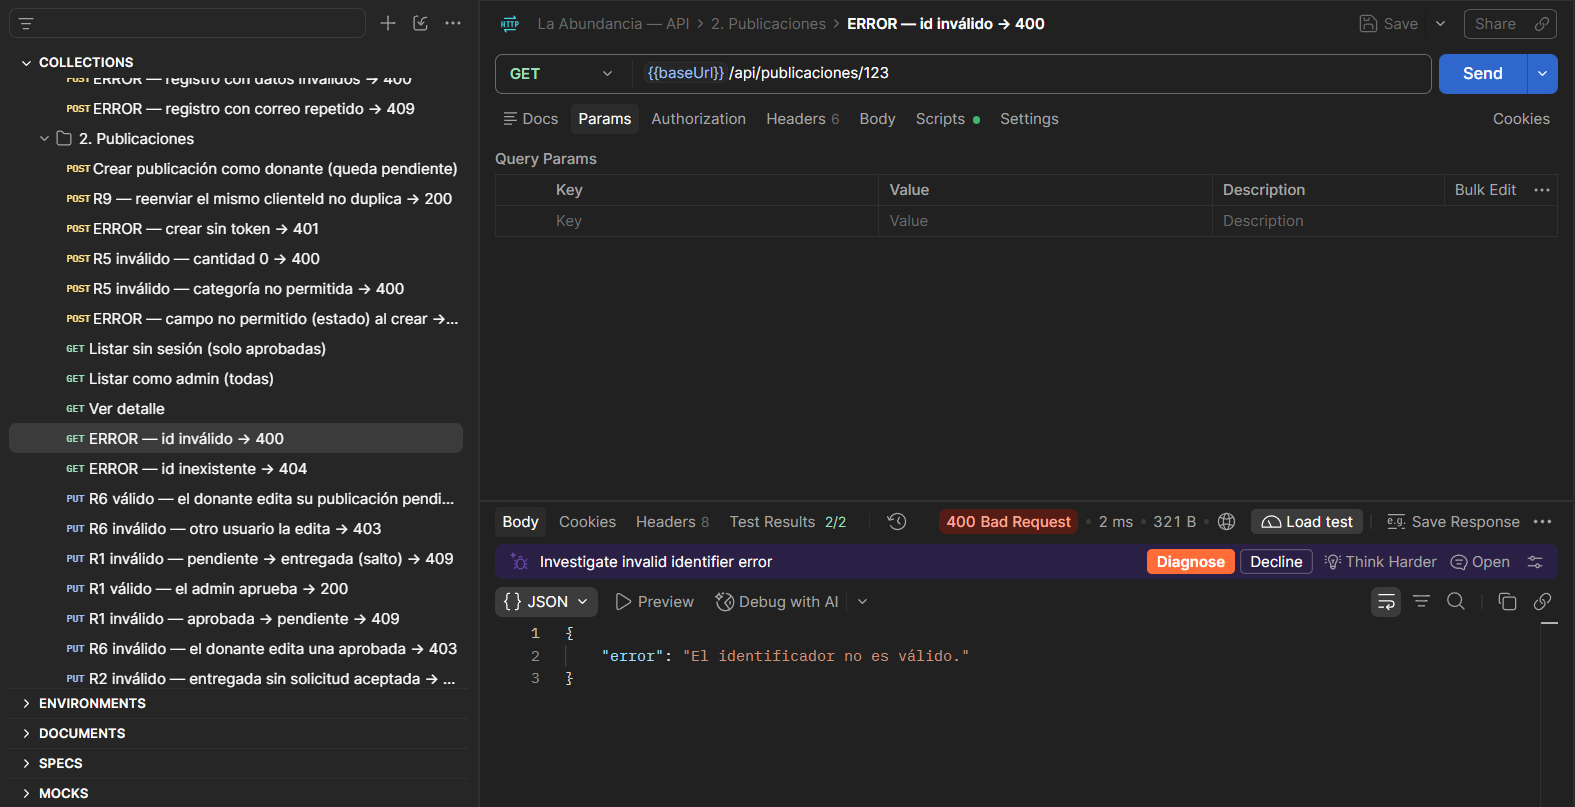 COLLECTIONS
POST ERROR — registro con datos inválidos → 400
POST ERROR — registro con correo repetido → 409
2. Publicaciones
POST Crear publicación como donante (queda pendiente)
POST R9 — reenviar el mismo clienteId no duplica → 200
POST ERROR — crear sin token → 401
POST R5 inválido — cantidad 0 → 400
POST R5 inválido — categoría no permitida → 400
POST ERROR — campo no permitido (estado) al crear →...
GET Listar sin sesión (solo aprobadas)
GET Listar como admin (todas)
GET Ver detalle
GET ERROR — id inválido → 400
GET ERROR — id inexistente → 404
PUT R6 válido — el donante edita su publicación pendi...
PUT R6 inválido — otro usuario la edita → 403
PUT R1 inválido — pendiente → entregada (salto) → 409
PUT R1 válido — el admin aprueba → 200
PUT R1 inválido — aprobada → pendiente → 409
PUT R6 inválido — el donante edita una aprobada → 403
PUT R2 inválido — entregada sin solicitud aceptada → ...
ENVIRONMENTS
DOCUMENTS
SPECS
MOCKS
HTTP La Abundancia — API > 2. Publicaciones > ERROR — id inválido → 400
Save Share
GET {{baseUrl}} /api/publicaciones/123 Send
Docs Params Authorization Headers 6 Body Scripts Settings Cookies
Query Params
Key Value Description Bulk Edit
Key Value Description
Body Cookies Headers 8 Test Results 2/2 400 Bad Request • 2 ms • 321 B Load test e.g. Save Response
Investigate invalid identifier error Diagnose Decline Think Harder Open
{} JSON Preview Debug with AI
1 {
2 "error": "El identificador no es válido."
3 }